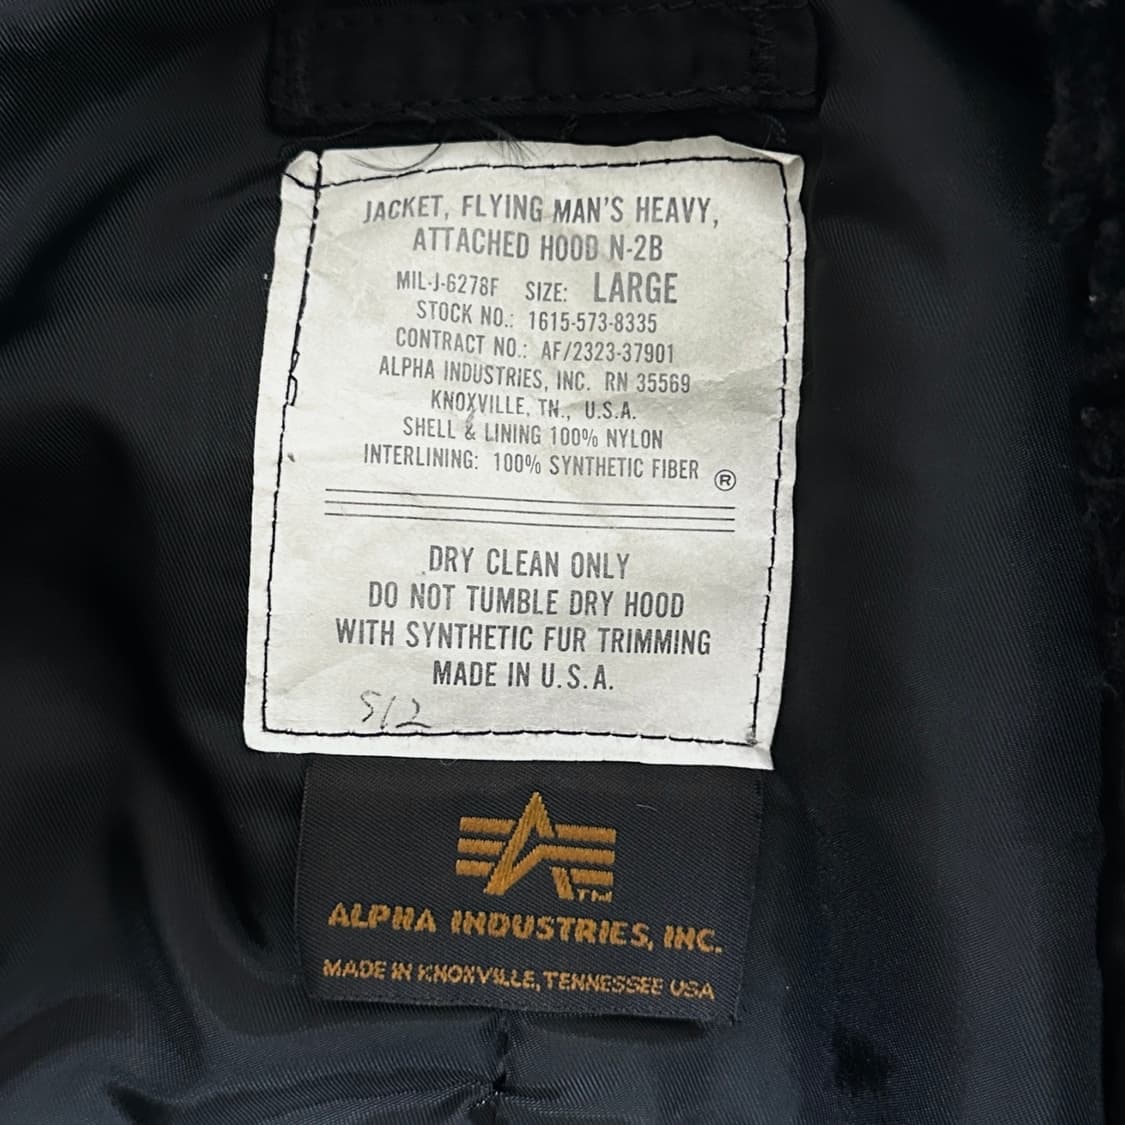 JACKET, FLYING MAN'S HEAVY,
ATTACHED HOOD N-2B
MIL-J-6278F SIZE: LARGE
STOCK NO.: 1615-573-8335
CONTRACT NO.: AF/2323-37901
ALPHA INDUSTRIES, INC. RN 35569
KNOXVILLE, TN., U.S.A.
SHELL & LINING 100% NYLON
INTERLINING: 100% SYNTHETIC FIBER ®
DRY CLEAN ONLY
DO NOT TUMBLE DRY HOOD
WITH SYNTHETIC FUR TRIMMING
MADE IN U.S.A.
512
TM
ALPHA INDUSTRIES, INC.
MADE IN KNOXVILLE, TENNESSEE USA